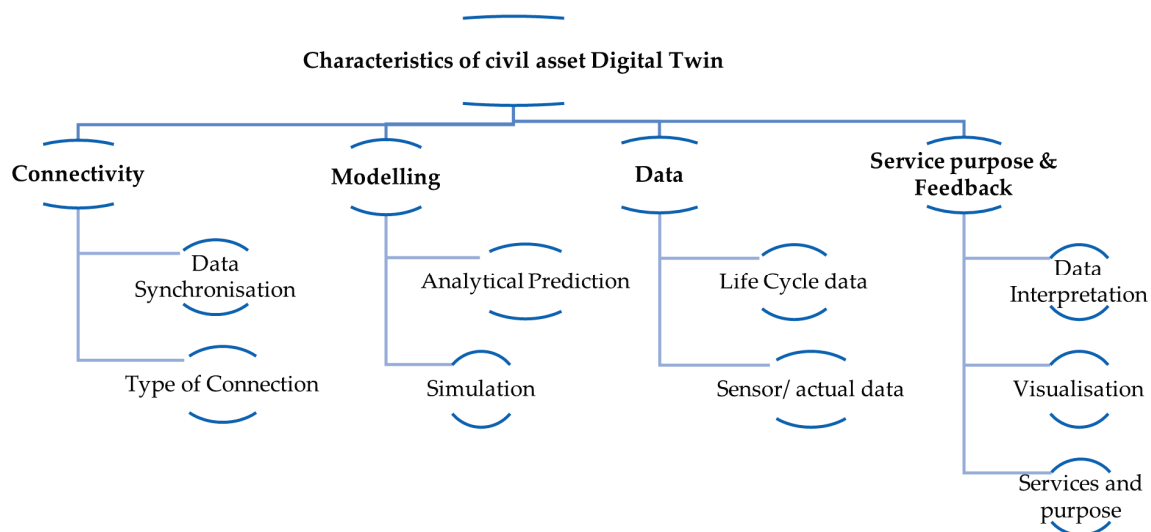 Characteristics of civil asset Digital Twin
Connectivity
Modelling
Data
Service purpose &
Feedback
Data
Synchronisation
Type of Connection
Analytical Prediction
Simulation
Life Cycle data
Sensor/ actual data
Data
Interpretation
Visualisation
Services and
purpose